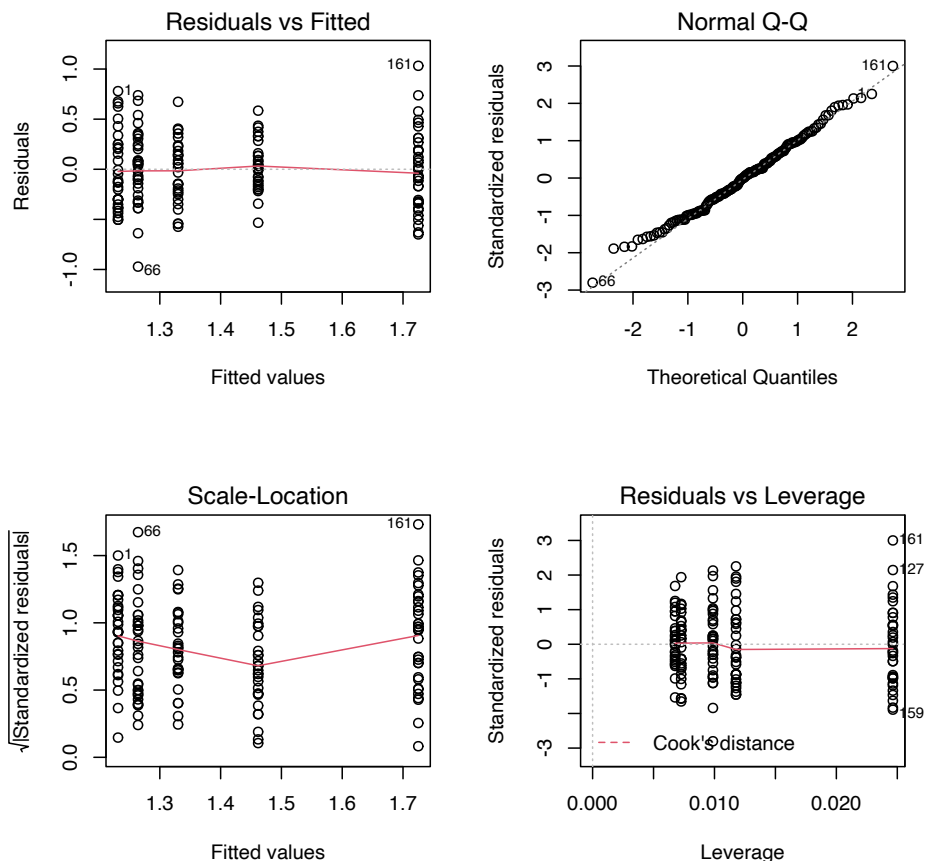 Residuals vs Fitted
Residuals
1.0
0.5
0.0
-1.0
161
1
66
1.3 1.4 1.5 1.6 1.7
Fitted values
Normal Q-Q
Standardized residuals
3
2
1
0
-1
-2
-3
161
1
66
-2 -1 0 1 2
Theoretical Quantiles
Scale-Location
√|Standardized residuals|
1.5
1.0
0.5
0.0
161
66
1
1.3 1.4 1.5 1.6 1.7
Fitted values
Residuals vs Leverage
Standardized residuals
3
2
1
0
-1
-3
161
127
159
Cook's distance
0.000 0.010 0.020
Leverage